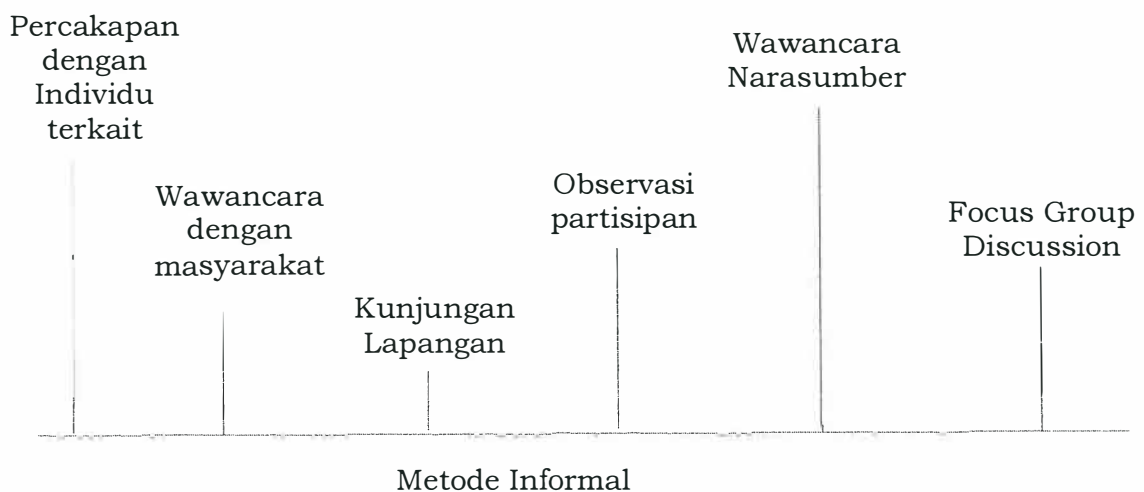 Percakapan
dengan
Individu
terkait
Wawancara
dengan
masyarakat
Kunjungan
Lapangan
Observasi
partisipan
Wawancara
Narasumber
Focus Group
Discussion
Metode Informal